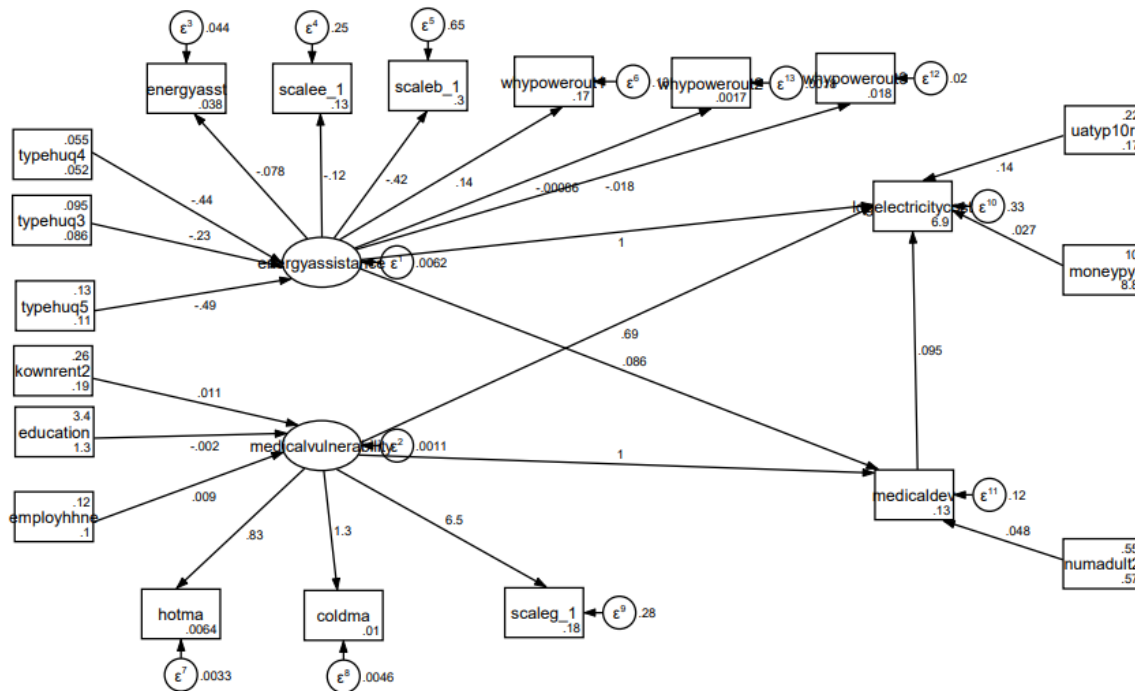 ε3 .044
ε4 .25
ε5 .65
energyasst
.038
scalee_1
.13
scaleb_1
.3
whypowerout1
.17
ε6
whypowerout2
.0017
ε13
.018
ε12 .02
.055
typehuq4
.052
.095
typehuq3
.086
.13
typehuq5
.11
-.44
-.23
-.49
-.078
-.12
-.42
.14
-.00086
-.018
energyassistance
ε1 .0062
1
.14
6.9
ε10 .33
.027
.69
.086
.095
.26
kownrent2
.19
3.4
education
1.3
.12
employhhne
.1
.011
-.002
.009
medicalvulnerability
ε2 .0011
1
medicaldev
.13
ε11 .12
.048
.83
1.3
6.5
hotma
.0064
coldma
.01
scaleg_1
.18
ε9 .28
ε7 .0033
ε8 .0046